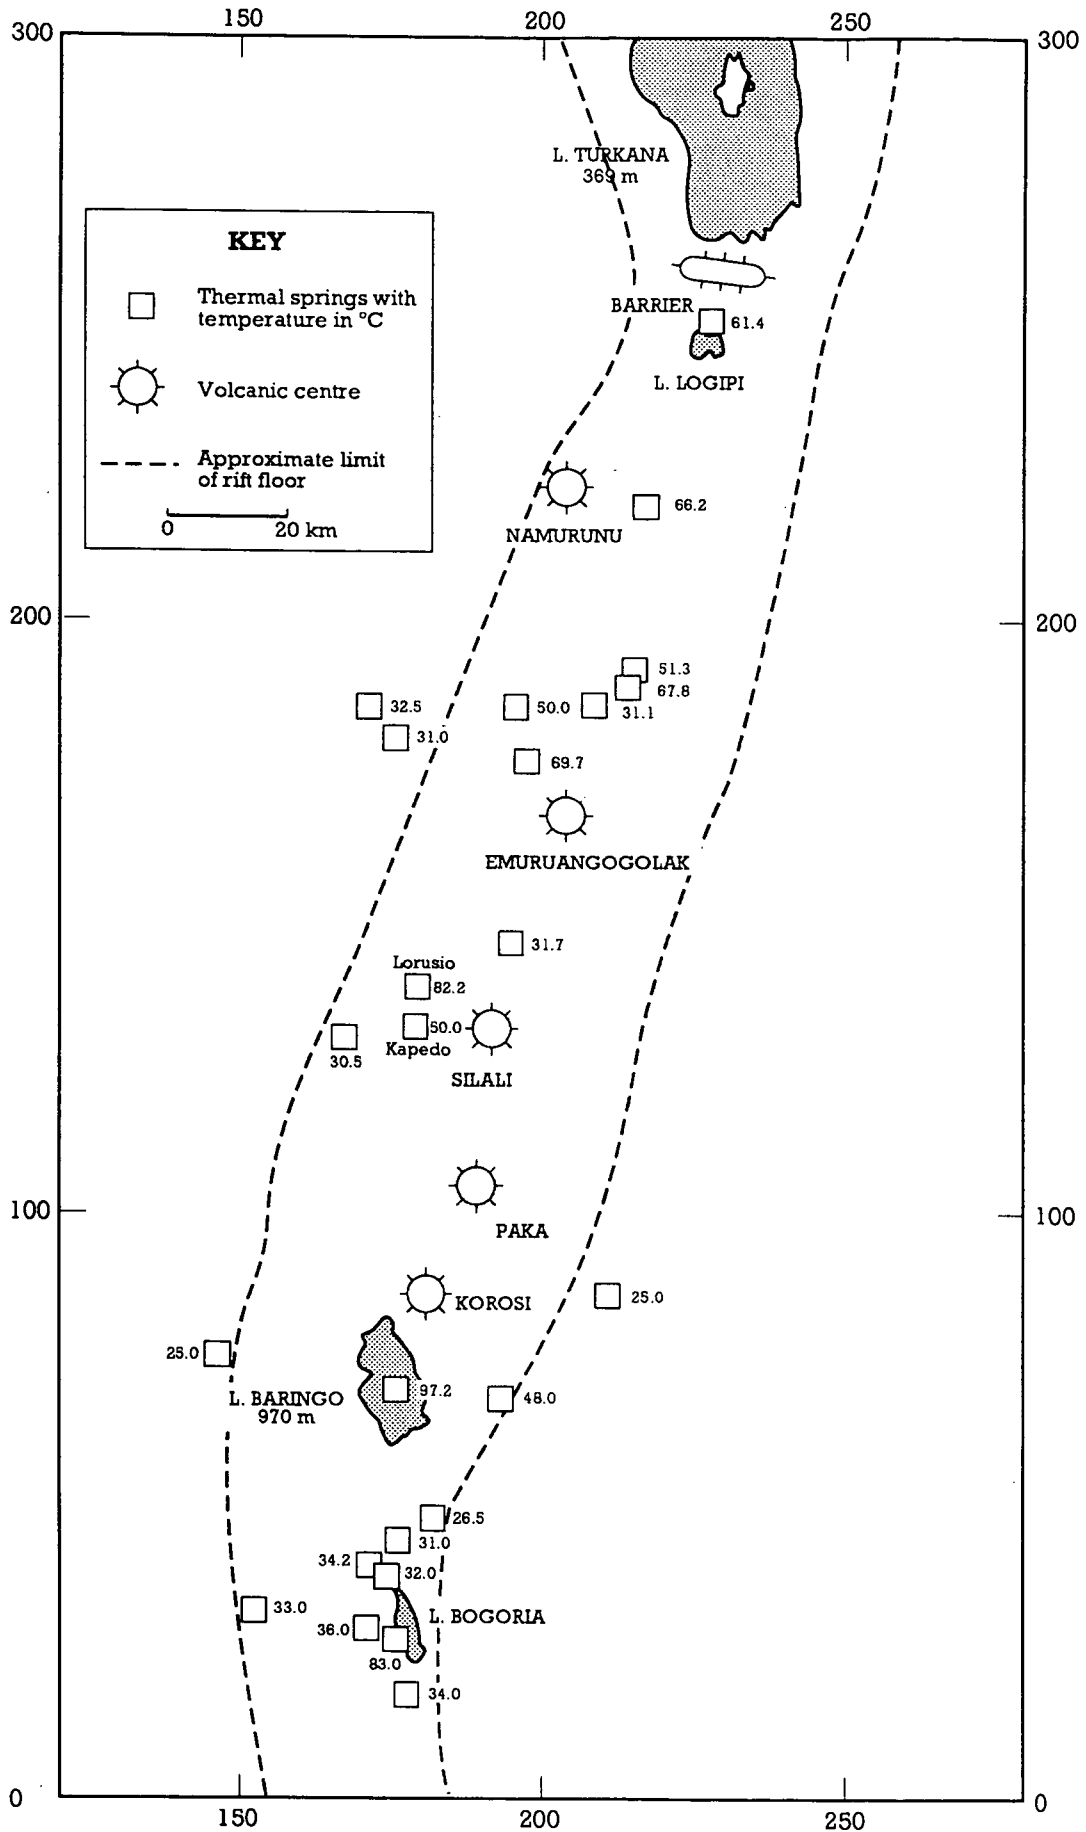 150 200 250
300 300
L. TURKANA
369 m
KEY
Thermal springs with
temperature in °C
Volcanic centre
Approximate limit
of rift floor
0 20 km
BARRIER
61.4
L. LOGIPI
66.2
NAMURUNU
200 200
51.3
67.8
32.5
50.0
31.1
31.0
69.7
EMURUANGOGOLAK
31.7
Lorusio
82.2
50.0
Kapedo
30.5
SILALI
100 100
PAKA
25.0
KOROSI
25.0
97.2
L. BARINGO
970 m
48.0
26.5
31.0
34.2
32.0
33.0
L. BOGORIA
36.0
83.0
34.0
0 0
150 200 250